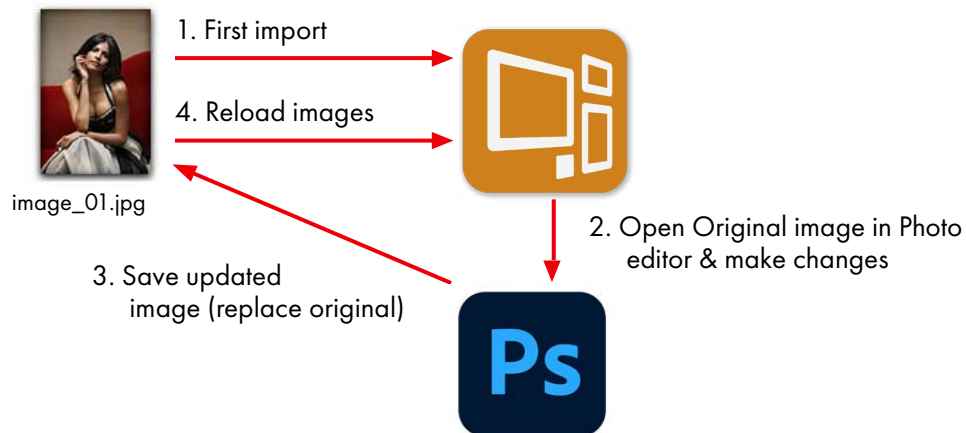 1. First import
4. Reload images
image_01.jpg
2. Open Original image in Photo
editor & make changes
3. Save updated
image (replace original)
Ps